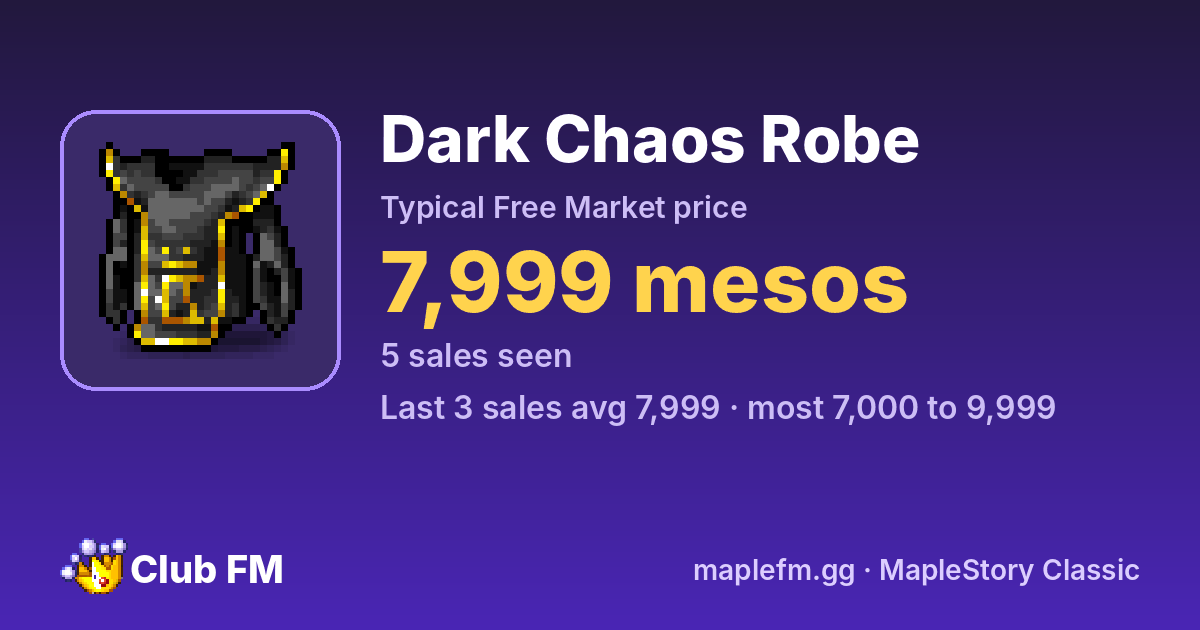 Dark Chaos Robe
Typical Free Market price
7,999 mesos
5 sales seen
Last 3 sales avg 7,999 · most 7,000 to 9,999
Club FM
maplefm.gg · MapleStory Classic